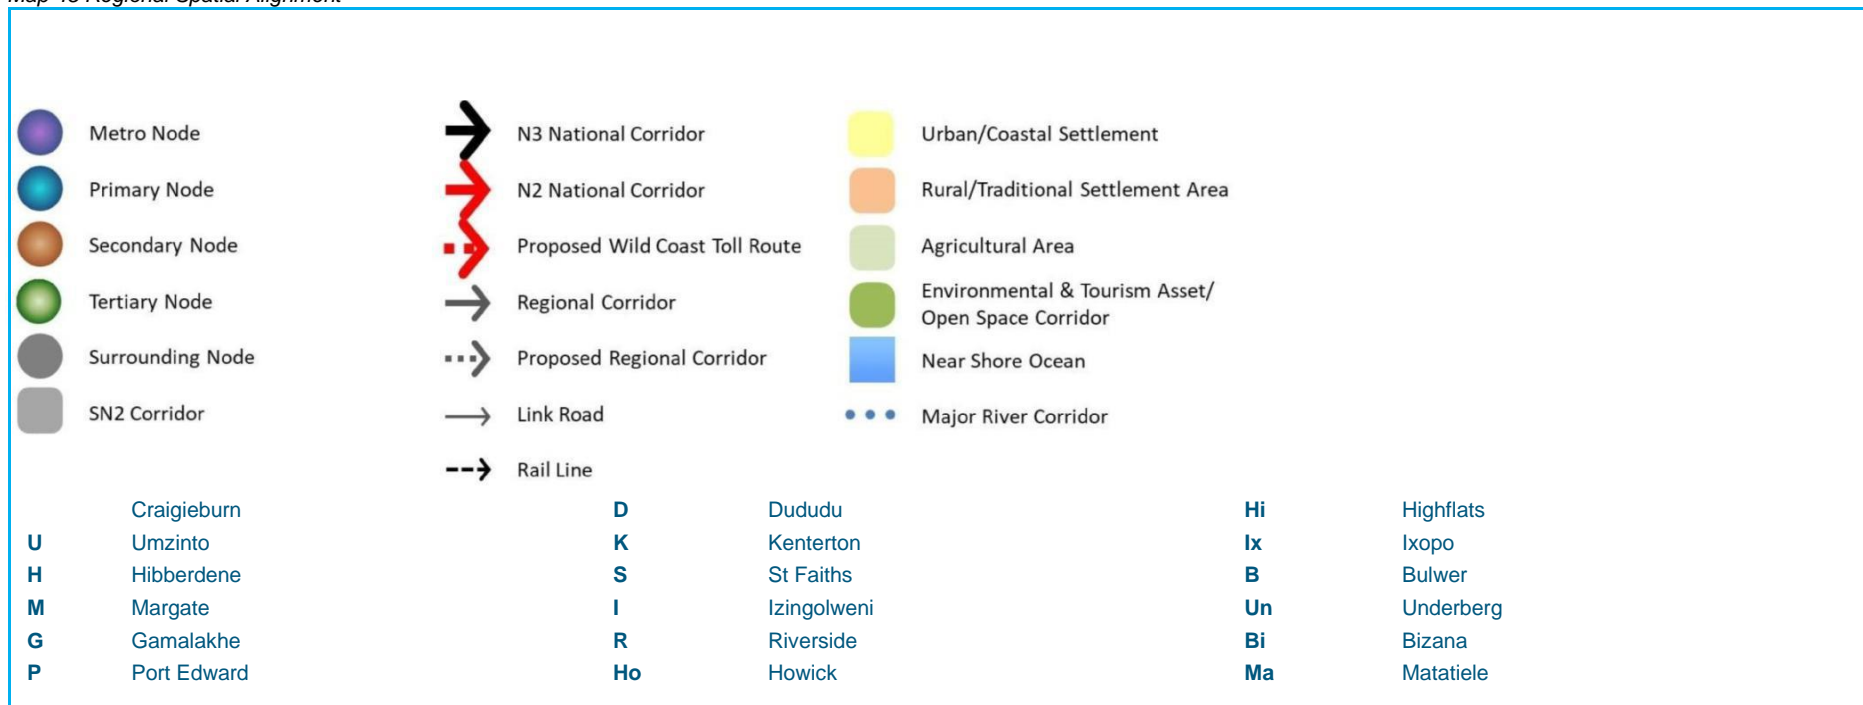 Map Regional Spatial Alignment
Metro Node
Primary Node
Secondary Node
Tertiary Node
Surrounding Node
SN2 Corridor
N3 National Corridor
N2 National Corridor
Proposed Wild Coast Toll Route
Regional Corridor
Proposed Regional Corridor
Link Road
Rail Line
Urban/Coastal Settlement
Rural/Traditional Settlement Area
Agricultural Area
Environmental & Tourism Asset/
Open Space Corridor
Near Shore Ocean
Major River Corridor
Craigieburn D Dududu Hi Highflats
U Umzinto K Kenterton Ix Ixopo
H Hibberdene S St Faiths B Bulwer
M Margate I Izingolweni Un Underberg
G Gamalakhe R Riverside Bi Bizana
P Port Edward Ho Howick Ma Matatiele